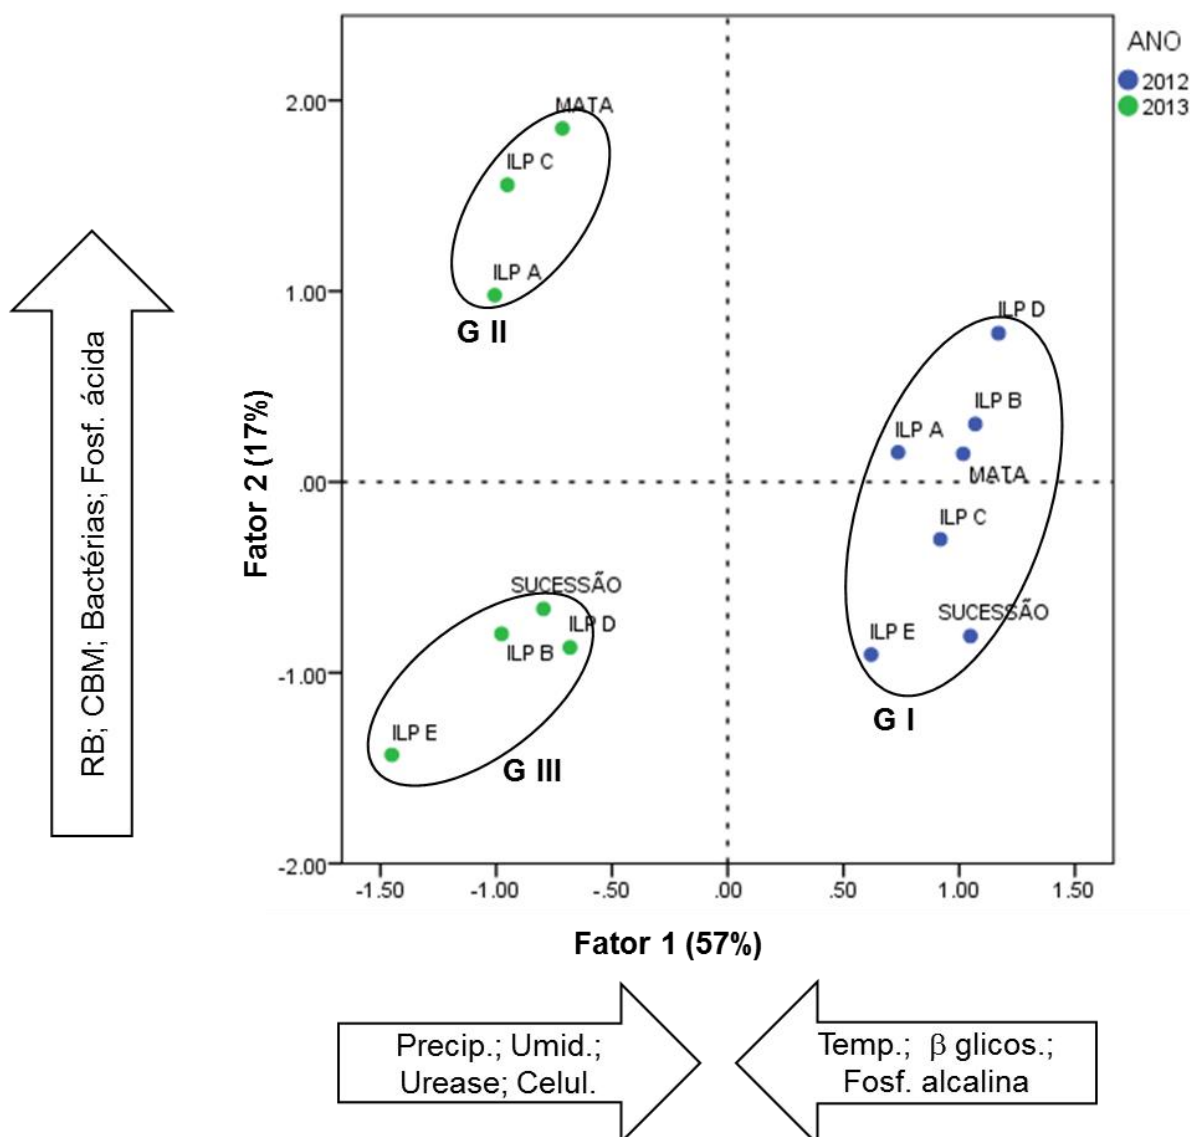 ANO
2012
2013
2.00
1.00
.00
-1.00
-2.00
MATA
ILP C
ILP A
G II
ILP D
ILP B
ILP A
MATA
ILP C
SUCESSÃO
ILP E
G I
SUCESSÃO
ILP D
ILP B
ILP E
G III
-1.50
-1.00
-.50
.00
.50
1.00
1.50
Fator 2 (17%)
RB; CBM; Bactérias; Fosf. ácida
Fator 1 (57%)
Precip.; Umid.;
Urease; Celul.
Temp.; β glicos.;
Fosf. alcalina